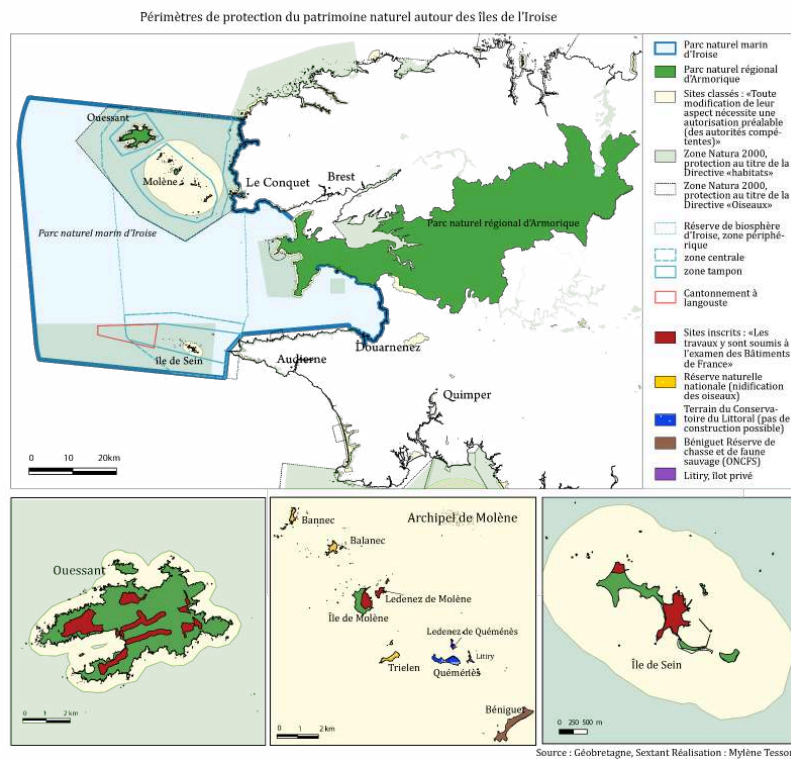 Périmètres de protection du patrimoine naturel autour des îles de l'Iroise
Ouessant
Molène
Le Conquet
Brest
Parc naturel marin d'Iroise
Parc naturel régional d'Armorique
île de Sein
Audierne
Douarnenez
Quimper
0 10 20km
Parc naturel marin
d'Iroise
Parc naturel régional
d'Armorique
Sites classés : «Toute
modification de leur
aspect nécessite une
autorisation préalable
(des autorités compé-
tentes)»
Zone Natura 2000,
protection au titre de la
Directive «habitats»
Zone Natura 2000,
protection au titre de la
Directive «Oiseaux»
Réserve de biosphère
d'Iroise, zone périphé-
rique
zone centrale
zone tampon
Cantonnement à
langouste
Sites inscrits : «Les
travaux y sont soumis à
l'examen des Bâtiments
de France»
Réserve naturelle
nationale (nidification
des oiseaux)
Terrain du Conserva-
toire du Littoral (pas de
construction possible)
Béniguet Réserve de
chasse et de faune
sauvage (ONCFS)
Litiry, îlot privé
Ouessant
0 1 2 km
Archipel de Molène
Bannec
Balanec
Ledenez de Molène
Île de Molène
Ledenez de Quéménès
Litiry
Trielen
Quéménès
Béniguet
0 1 2 km
Île de Sein
0 250 500 m
Source : Géobretagne, Sextant Réalisation : Mylène Tesson